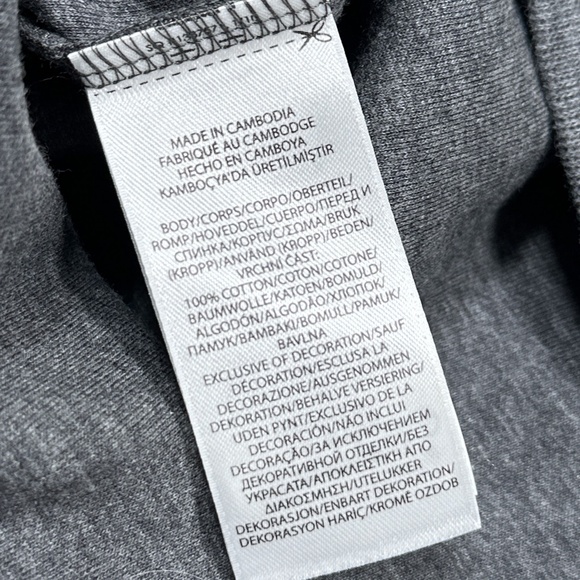 MADE IN CAMBODIA
FABRIQUÉ AU CAMBODGE
HECHO EN CAMBOYA
KAMBOÇYA'DA ÜRETILMIŞTIR
BODY/CORPS/CORPO/OBERTEIL/
ROMP/HOVEDDEL/CUERPO/ПЕРЕД И
СПИНКА/КОРПУС/ΣΩΜΑ/BRUK
(KROPP)/ANVÄND (KROPP)/BEDEN/
VRCHNÍ ČÁST:
100% COTTON/COTON/COTONE/
BAUMWOLLE/KATOEN/BOMULD/
ALGODÓN/ALGODÃO/ХЛОПОК/
ПАМУК/ΒΑΜΒΑΚΙ/BOMULL/PAMUK/
BAVLNA
EXCLUSIVE OF DECORATION/SAUF
DÉCORATION/ESCLUSA LA
DECORAZIONE/AUSGENOMMEN
DEKORATION/BEHALVE VERSIERING/
UDEN PYNT/EXCLUSIVO DE LA
DECORACIÓN/NÃO INCLUI
DECORAÇÃO/ЗА ИСКЛЮЧЕНИЕМ
ДЕКОРАТИВНОЙ ОТДЕЛКИ/БЕЗ
УКРАСАТА/ΑΠΟΚΛΕΙΣΤΙΚΗ ΑΠΟ
ΔΙΑΚΟΣΜΗΣΗ/UTELUKKER
DEKORASJON/ENBART DEKORATION/
DEKORASYON HARIÇ/KROMĚ OZDOB